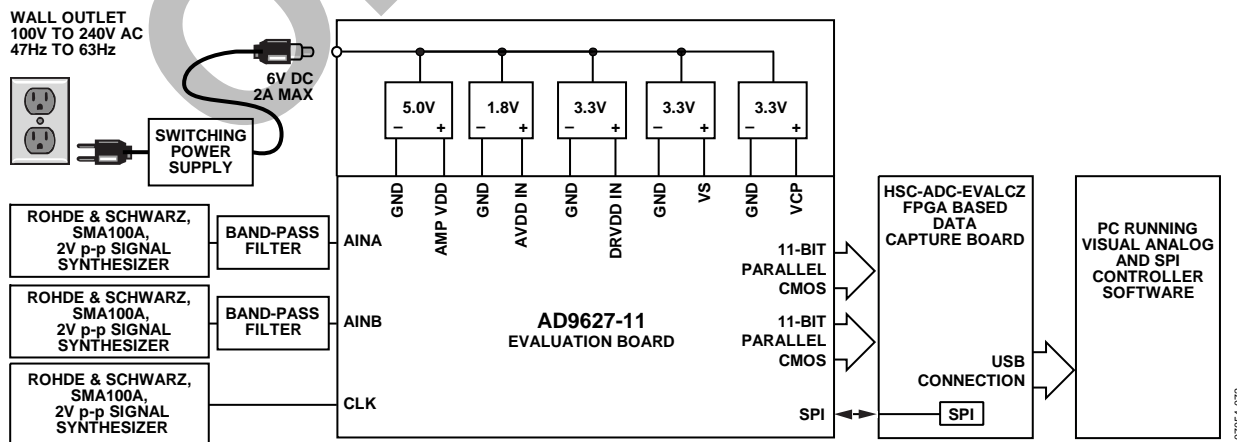 WALL OUTLET
100V TO 240V AC
47Hz TO 63Hz
6V DC
2A MAX
SWITCHING
POWER
SUPPLY
5.0V
– +
1.8V
– +
3.3V
– +
3.3V
– +
3.3V
– +
GND
AMP VDD
GND
AVDD IN
GND
DRVDD IN
GND
VS
GND
VCP
ROHDE & SCHWARZ,
SMA100A,
2V p-p SIGNAL
SYNTHESIZER
BAND-PASS
FILTER
AINA
ROHDE & SCHWARZ,
SMA100A,
2V p-p SIGNAL
SYNTHESIZER
BAND-PASS
FILTER
AINB
ROHDE & SCHWARZ,
SMA100A,
2V p-p SIGNAL
SYNTHESIZER
CLK
AD9627-11
EVALUATION BOARD
11-BIT
PARALLEL
CMOS
11-BIT
PARALLEL
CMOS
SPI
HSC-ADC-EVALCZ
FPGA BASED
DATA
CAPTURE BOARD
USB
CONNECTION
SPI
PC RUNNING
VISUAL ANALOG
AND SPI
CONTROLLER
SOFTWARE